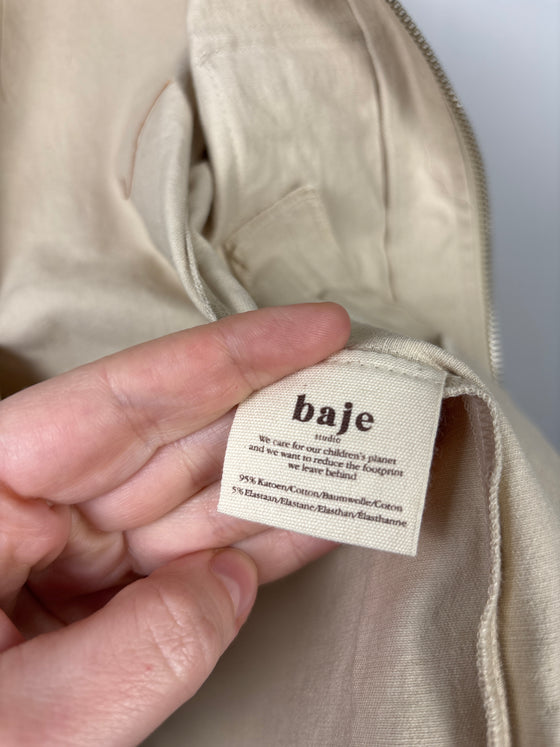 baje
studio
We care for our children's planet
and we want to reduce the footprint
we leave behind
95% Katoen/Cotton/Baumwolle/Coton
5% Elastaan/Elastane/Elasthan/Élasthanne